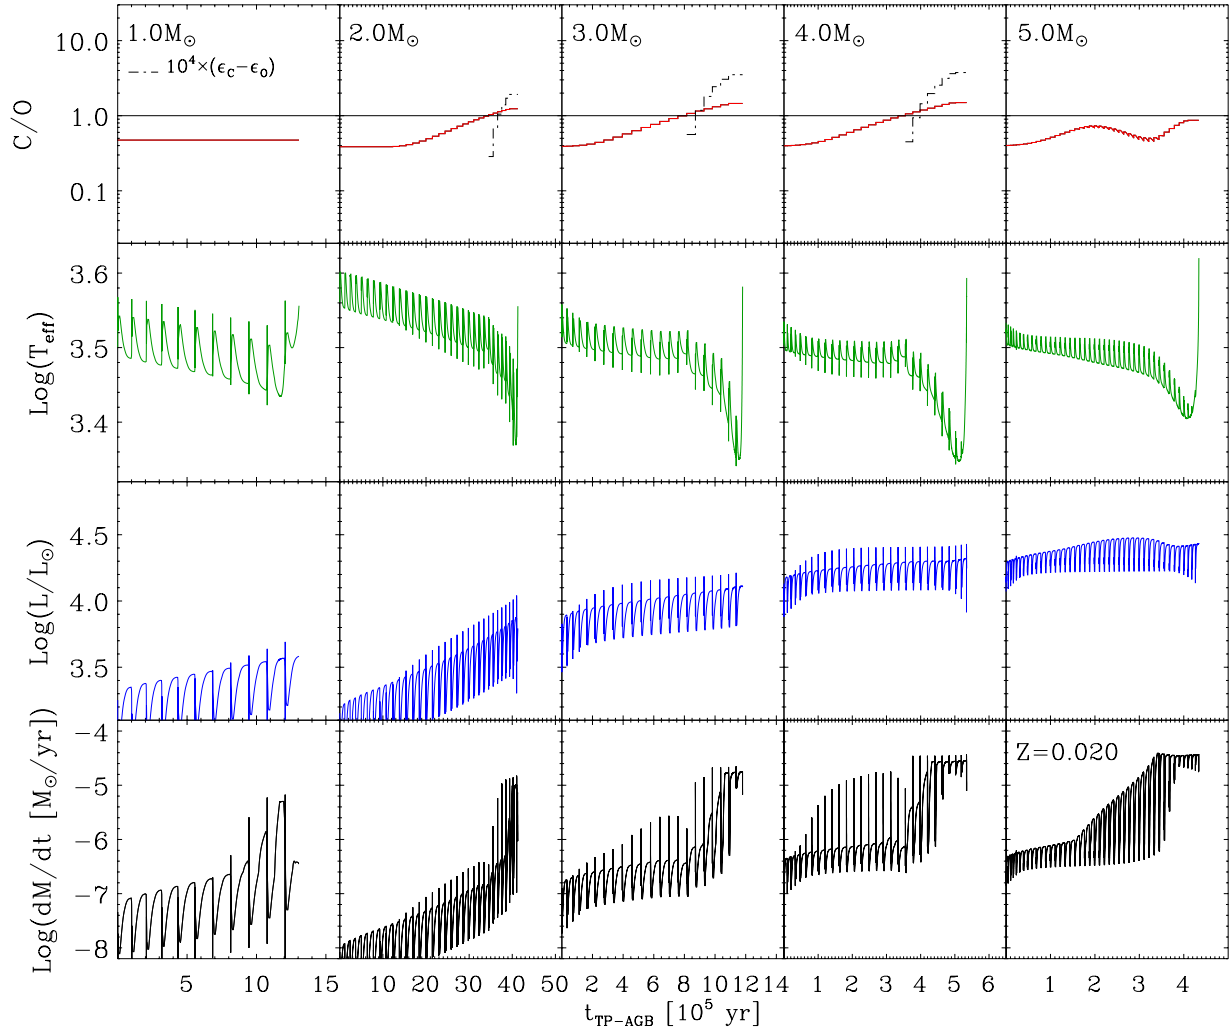 1.0M⊙ 2.0M⊙ 3.0M⊙ 4.0M⊙ 5.0M⊙
10⁴×(ϵC−ϵO)
C/O
10.0
1.0
0.1
Log(Teff)
3.6
3.5
3.4
Log(L/L⊙)
4.5
4.0
3.5
Log(dM/dt [M⊙/yr])
Z=0.020
−4
−5
−6
−7
−8
5 10 15 10 20 30 40 50 2 4 6 8 10 12 14 1 2 3 4 5 6 1 2 3 4
tTP−AGB [10⁵ yr]